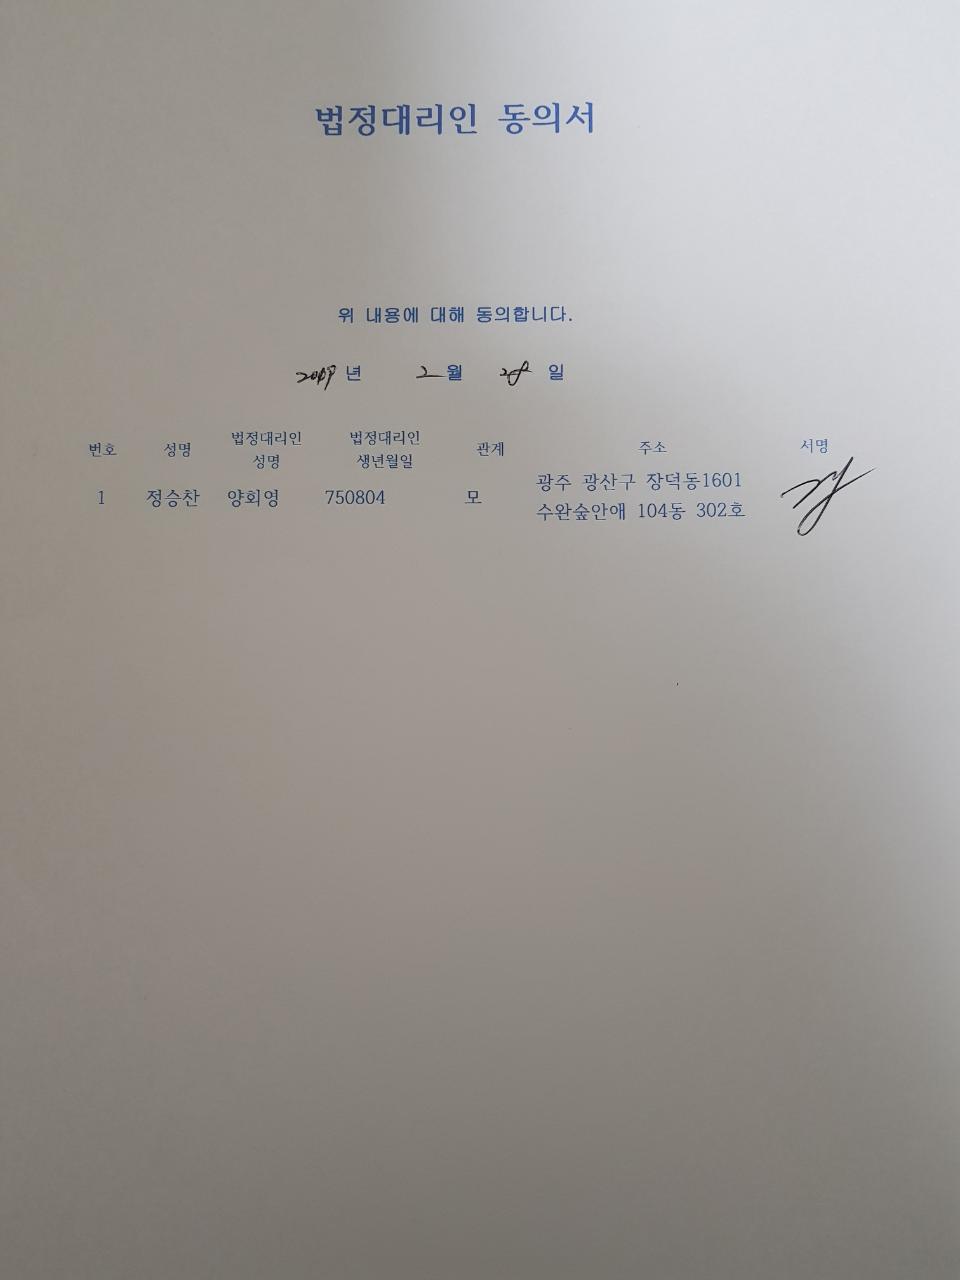 법정대리인 동의서
위 내용에 대해 동의합니다.
년 2월 28일
번호 성명 법정대리인 성명 법정대리인 생년월일 관계 주소 서명
1 정승찬 양회영 750804 모 광주 광산구 장덕동1601
수완숲안애 104동 302호